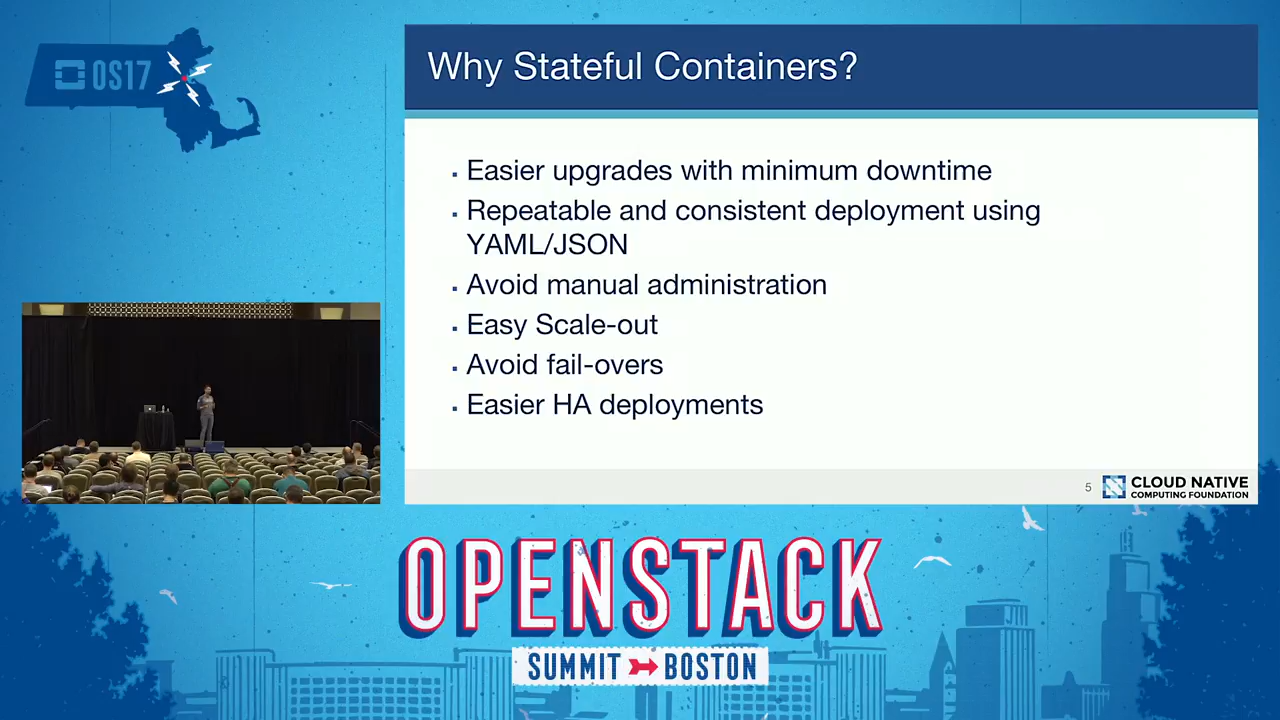 OS17
Why Stateful Containers?
Easier upgrades with minimum downtime
Repeatable and consistent deployment using
YAML/JSON
Avoid manual administration
Easy Scale-out
Avoid fail-overs
Easier HA deployments
5
CLOUD NATIVE
COMPUTING FOUNDATION
OPENSTACK
SUMMIT BOSTON